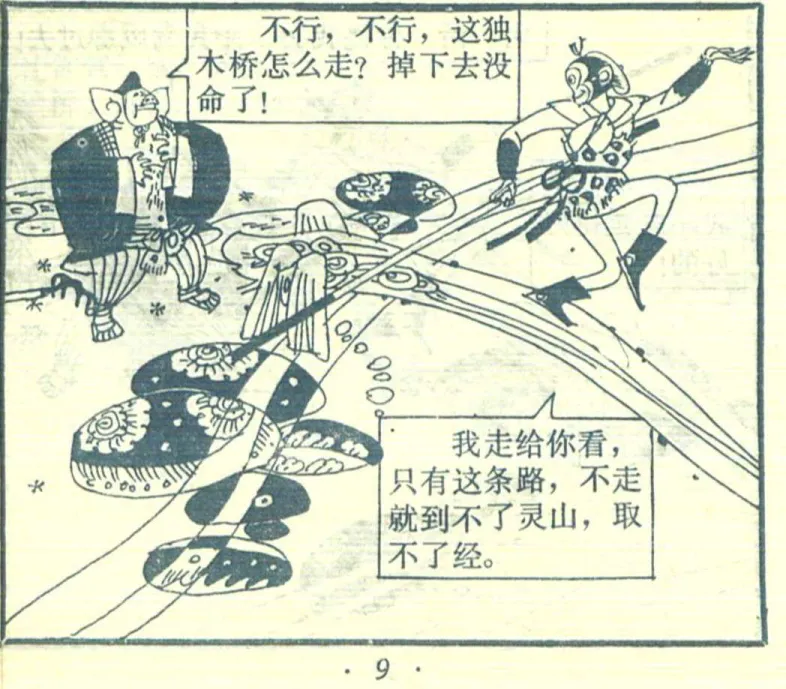 不行，不行，这独
木桥怎么走？掉下去没
命了！
我走给你看，
只有这条路，不走
就到不了灵山，取
不了经。
· 9 ·